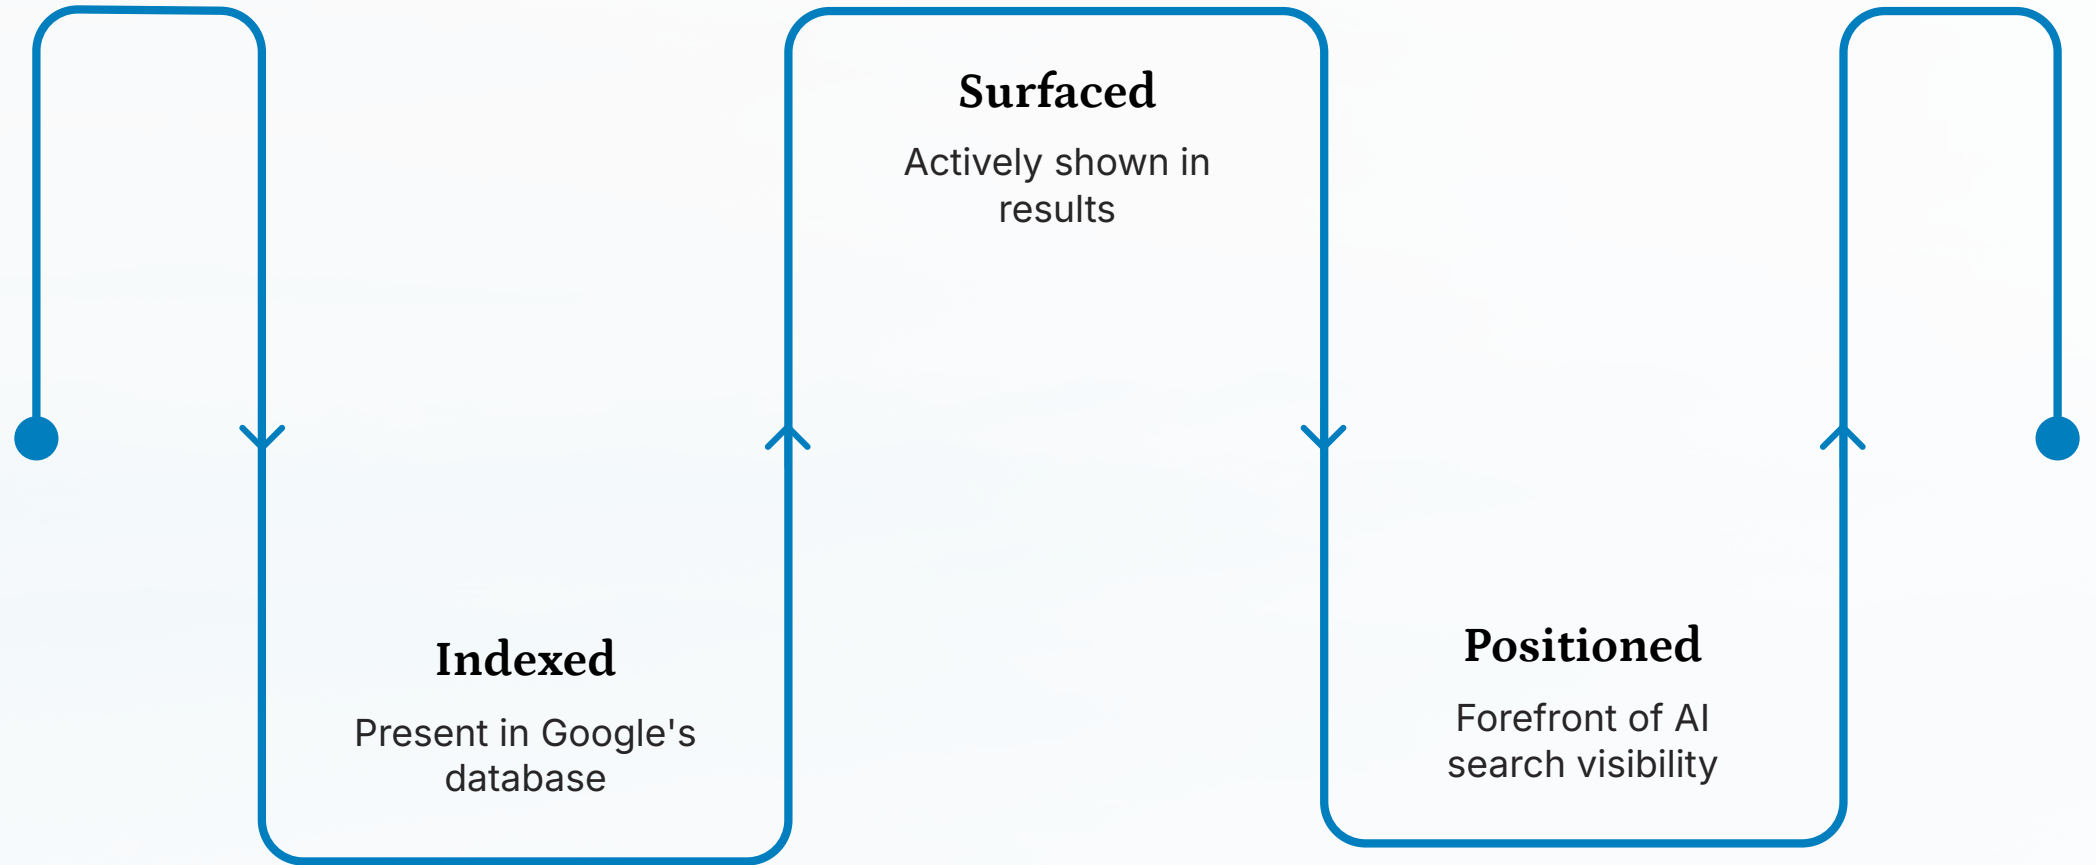 Surfaced
Actively shown in
results
Indexed
Present in Google's
database
Positioned
Forefront of AI
search visibility